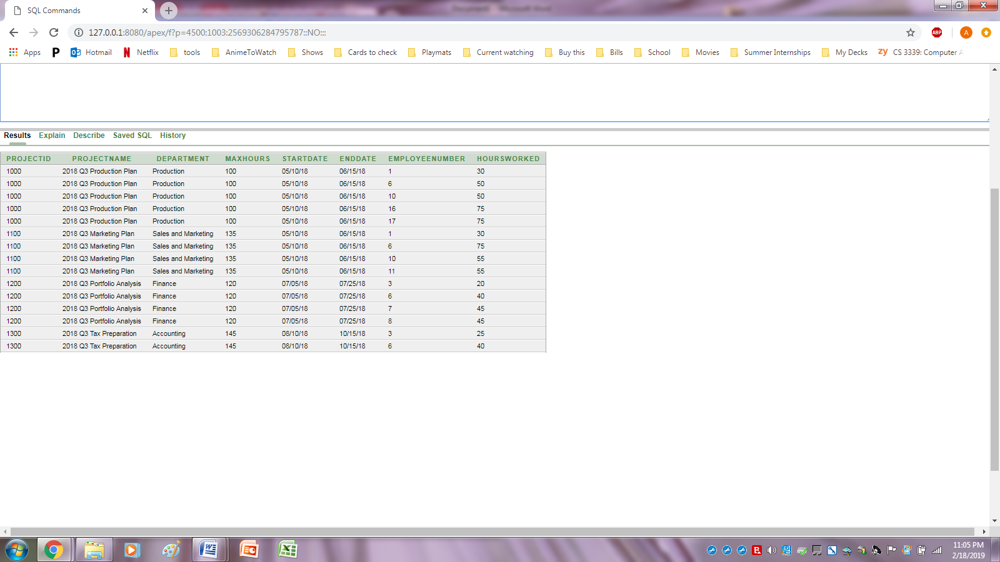 SQL Commands
127.0.0.1:8080/apex/f?p=4500:1003:2569306284795787::NO:::
ABP
A
Apps P Hotmail N Netflix tools AnimeToWatch Shows Cards to check Playmats Current watching Buy this Bills School Movies Summer Internships My Decks zy CS 3339: Computer A
Results Explain Describe Saved SQL History
PROJECTID PROJECTNAME DEPARTMENT MAXHOURS STARTDATE ENDDATE EMPLOYEENUMBER HOURSWORKED
1000 2018 Q3 Production Plan Production 100 05/10/18 06/15/18 1 30
1000 2018 Q3 Production Plan Production 100 05/10/18 06/15/18 6 50
1000 2018 Q3 Production Plan Production 100 05/10/18 06/15/18 10 50
1000 2018 Q3 Production Plan Production 100 05/10/18 06/15/18 16 75
1000 2018 Q3 Production Plan Production 100 05/10/18 06/15/18 17 75
1100 2018 Q3 Marketing Plan Sales and Marketing 135 05/10/18 06/15/18 1 30
1100 2018 Q3 Marketing Plan Sales and Marketing 135 05/10/18 06/15/18 6 75
1100 2018 Q3 Marketing Plan Sales and Marketing 135 05/10/18 06/15/18 10 55
1100 2018 Q3 Marketing Plan Sales and Marketing 135 05/10/18 06/15/18 11 55
1200 2018 Q3 Portfolio Analysis Finance 120 07/05/18 07/25/18 3 20
1200 2018 Q3 Portfolio Analysis Finance 120 07/05/18 07/25/18 6 40
1200 2018 Q3 Portfolio Analysis Finance 120 07/05/18 07/25/18 7 45
1200 2018 Q3 Portfolio Analysis Finance 120 07/05/18 07/25/18 8 45
1300 2018 Q3 Tax Preparation Accounting 145 08/10/18 10/15/18 3 25
1300 2018 Q3 Tax Preparation Accounting 145 08/10/18 10/15/18 6 40
11:05 PM
2/18/2019